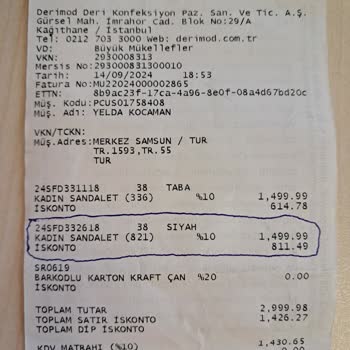 Derimod Deri Konfeksiyon Paz. San. Ve Tic. A.Ş.
Gürsel Mah. İmrahor Cad. Blok No:29/A
Kağıthane / İstanbul
Tel: 0212 703 3000 Web: derimod.com.tr
VD: Büyük Mükellefler
VKN: 2930008313
Mersis No:293000831300010
Tarih: 14/09/2024 18:53
Fatura No:MU22024000002865
ETTN: 8b9ac23f-17ca-4a96-8e0f-08a4d67bd20c
Müş. Kodu:PCUS01758408
Müş. Adı: YELDA KOCAMAN
VKN/TCKN:
Müş.Adres:MERKEZ SAMSUN / TUR
TR.1593,TR.55
TUR
24SFD331118 38 TABA
KADIN SANDALET (336) %10 1,499.99
İSKONTO 614.78
24SFD332618 38 SIYAH
KADIN SANDALET (821) %10 1,499.99
İSKONTO 811.49
SR0619
BARKODLU KARTON KRAFT ÇAN %20 0.00
İSKONTO
TOPLAM TUTAR 2,999.98
TOPLAM SATIR İSKONTO 1,426.27
TOPLAM DİP İSKONTO
KDV MATRAHI (%10) 1,430.65